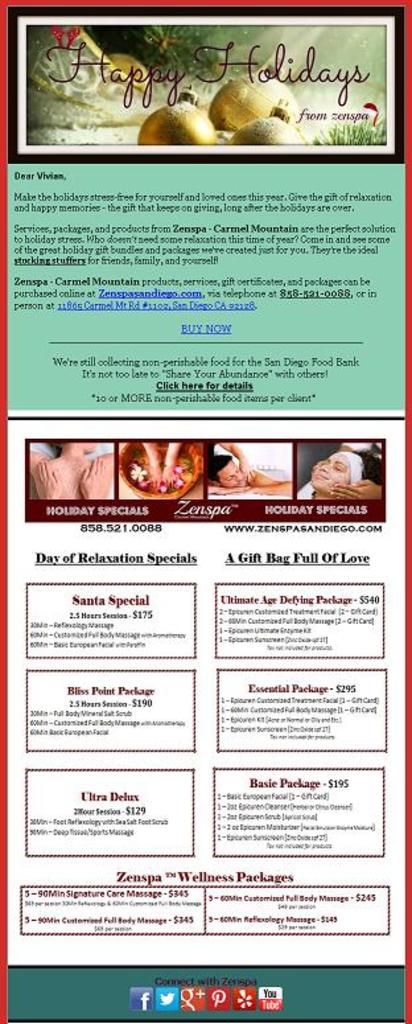 Happy Holidays
from zenspa
Dear Vivian,
Make the holidays stress-free for yourself and loved ones this year. Give the gift of relaxation
and happy memories - the gift that keeps on giving, long after the holidays are over.
Services, packages, and products from Zenspa - Carmel Mountain are the perfect solution
to holiday stress. Who doesn't need some relaxation this time of year? Come in and see some
of the great holiday gift bundles and packages we've created just for you. They're the ideal
stocking stuffers for friends, family, and yourself!
Zenspa - Carmel Mountain products, services, gift certificates, and packages can be
purchased online at Zenspasandiego.com, via telephone at 858-521-0088, or in
person at 11865 Carmel Mt Rd #1102, San Diego CA 92128.
BUY NOW
We're still collecting non-perishable food for the San Diego Food Bank
It's not too late to "Share Your Abundance" with others!
Click here for details
*10 or MORE non-perishable food items per client*
HOLIDAY SPECIALS Zenspa™ HOLIDAY SPECIALS
858.521.0088 WWW.ZENSPASANDIEGO.COM
Day of Relaxation Specials
Santa Special
2.5 Hours Session - $175
30Min – Reflexology Massage
60Min – Customized Full Body Massage with Aromatherapy
60Min – Basic European Facial with Paraffin
Bliss Point Package
2.5 Hours Session - $190
30Min – Full Body Mineral Salt Scrub
60Min – Customized Full Body Massage with Aromatherapy
60Min Basic European Facial
Ultra Delux
2Hour Session - $129
30Min – Foot Reflexology with Sea Salt Foot Scrub
90Min – Deep Tissue/Sports Massage
A Gift Bag Full Of Love
Ultimate Age Defying Package - $540
2 – Epicuren Customized Treatment Facial [2 – Gift Card]
2 – 60Min Customized Full Body Massage [2 – Gift Card]
1 – Epicuren Ultimate Enzyme Kit
1 – Epicuren Sunscreen [Zinc Oxide spf 27]
Tax not included for products.
Essential Package - $295
1 – Epicuren Customized Treatment Facial [1 – Gift Card]
1 – 60Min Customized Full Body Massage [1 – Gift Card]
1 – Epicuren Kit [Acne or Normal or Oily and Etc.]
1 – Epicuren Sunscreen [Zinc Oxide spf 27]
Tax not included for products.
Basic Package - $195
1 – Basic European Facial [1 – Gift Card]
1 – 2oz Epicuren Cleanser [Herbal or Citrus Cleanser]
1 – 2oz Epicuren Scrub [Apricot Scrub]
1 – 2 oz Epicuren Moisturizer [Facial Emulsion Enzyme Moisture]
1 – Epicuren Sunscreen [Zinc Oxide spf 27]
Tax not included for products.
Zenspa™ Wellness Packages
5 – 90Min Signature Care Massage - $345
$69 per session 30Min Reflexology & 60Min Customized Full Body Massage
5 – 90Min Customized Full Body Massage - $345
$69 per session
5 – 60Min Customized Full Body Massage - $245
$49 per session
5 – 60Min Reflexology Massage - $145
$29 per session
Connect with Zenspa
You
Tube